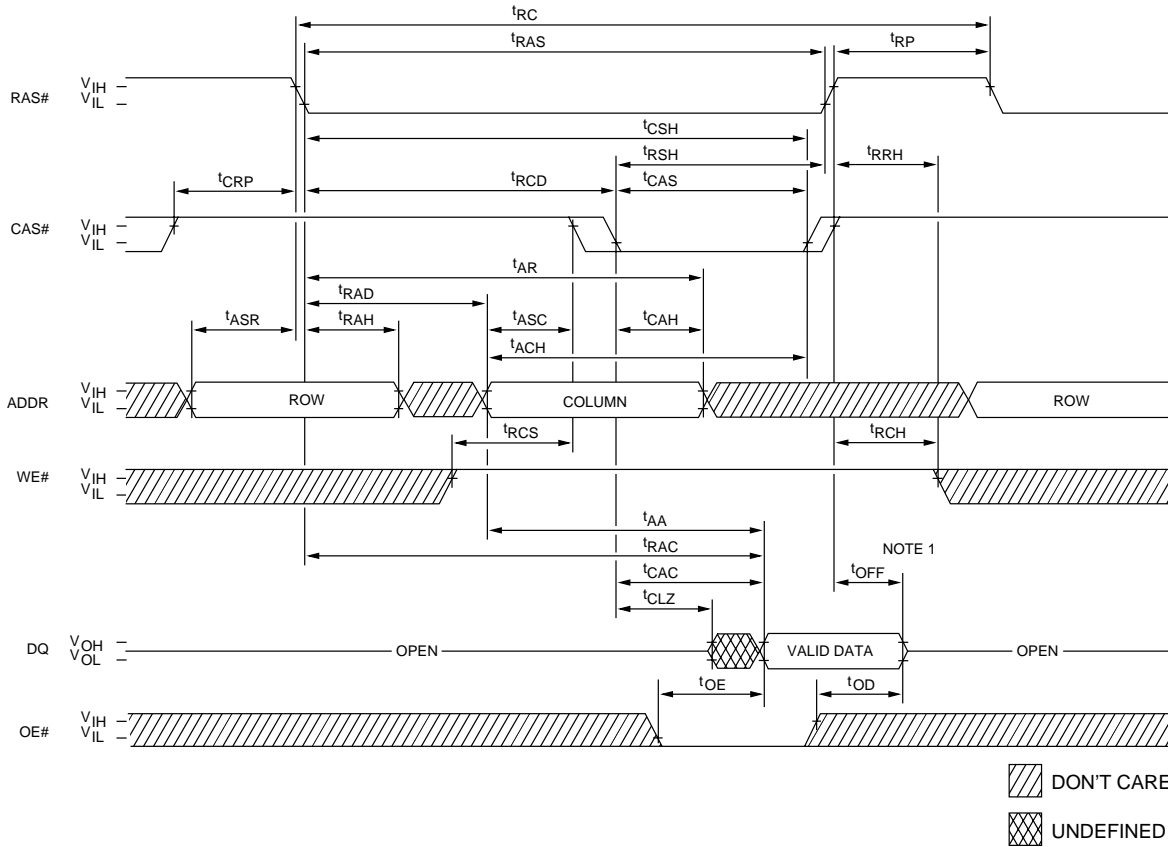 tRC
tRAS
tRP
RAS#
VIH
VIL
tCSH
tRSH
tRRH
tCRP
tRCD
tCAS
CAS#
VIH
VIL
tAR
tRAD
tASR
tRAH
tASC
tCAH
tACH
ADDR
VIH
VIL
ROW
COLUMN
ROW
tRCS
tRCH
WE#
VIH
VIL
tAA
tRAC
NOTE 1
tCAC
tOFF
tCLZ
DQ
VOH
VOL
OPEN
VALID DATA
OPEN
tOE
tOD
OE#
VIH
VIL
DON'T CARE
UNDEFINED